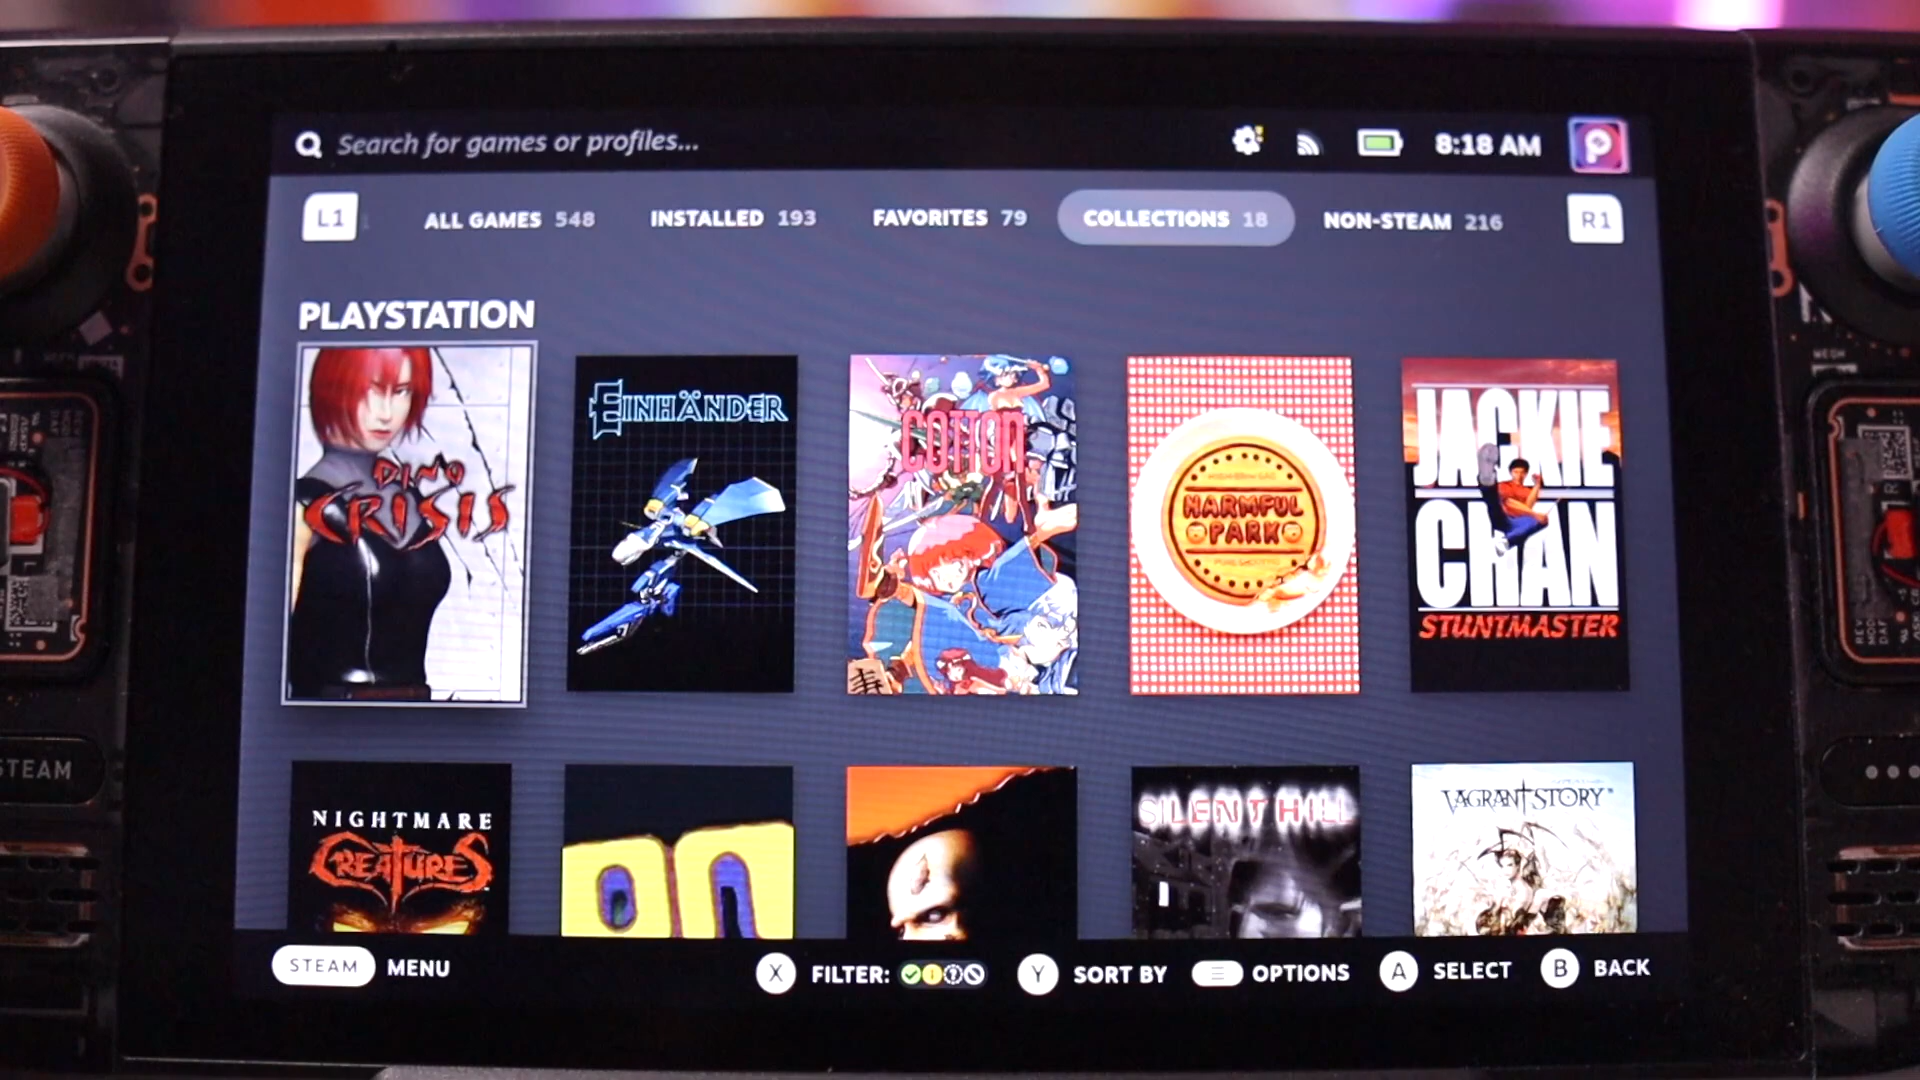 Search for games or profiles...
8:18 AM
L1
ALL GAMES 548
INSTALLED 193
FAVORITES 79
COLLECTIONS 18
NON-STEAM 216
R1
PLAYSTATION
DINO
CRISIS
EINHÄNDER
COTTON
HARMFUL
PARK
JACKIE
CHAN
STUNTMASTER
STEAM
NIGHTMARE
CREATURES
SILENT HILL
VAGRANT STORY
STEAM MENU
X FILTER:
Y SORT BY
OPTIONS
A SELECT
B BACK